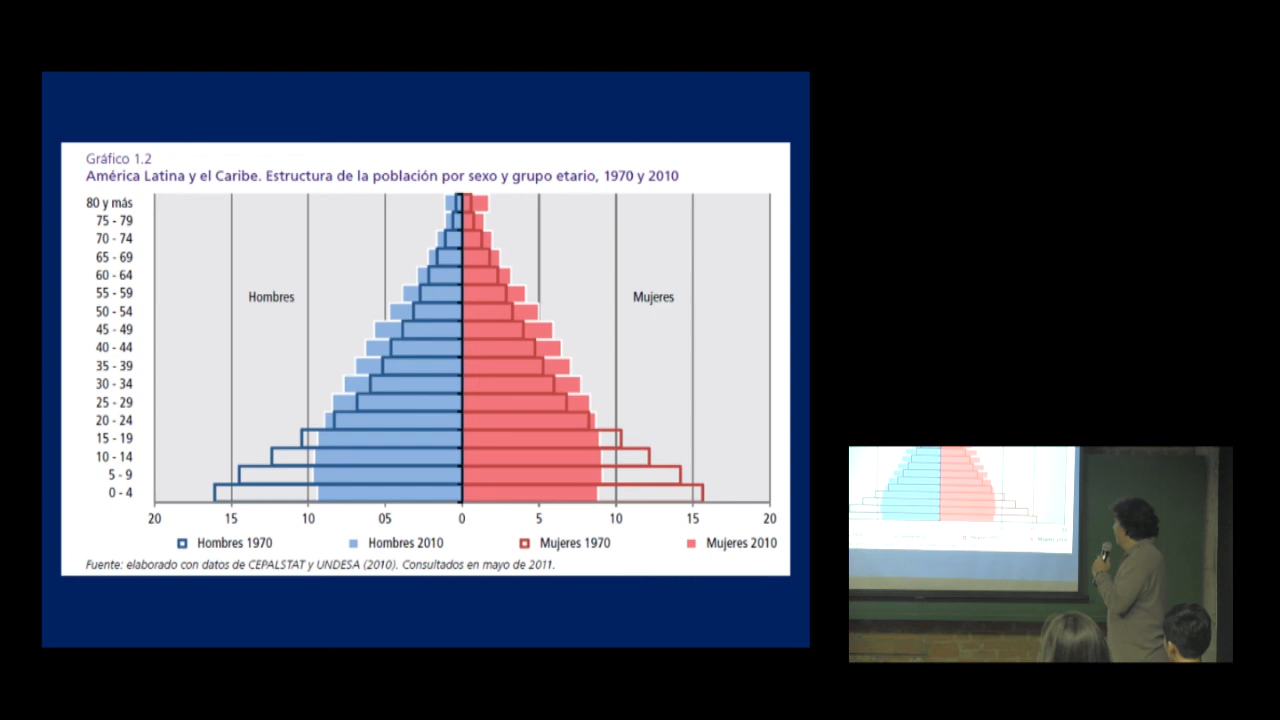 Gráfico 1.2
América Latina y el Caribe. Estructura de la población por sexo y grupo etario, 1970 y 2010
80 y más
75 - 79
70 - 74
65 - 69
60 - 64
55 - 59
Hombres
Mujeres
50 - 54
45 - 49
40 - 44
35 - 39
30 - 34
25 - 29
20 - 24
15 - 19
10 - 14
5 - 9
0 - 4
20 15 10 05 0 5 10 15 20
Hombres 1970 Hombres 2010 Mujeres 1970 Mujeres 2010
Fuente: elaborado con datos de CEPALSTAT y UNDESA (2010). Consultados en mayo de 2011.